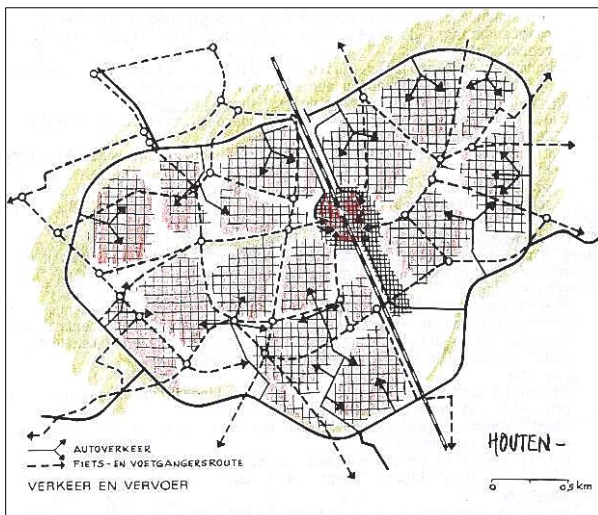 HOUTEN -
AUTOVERKEER
FIETS- EN VOETGANGERSROUTE
VERKEER EN VERVOER
0 0,5 km